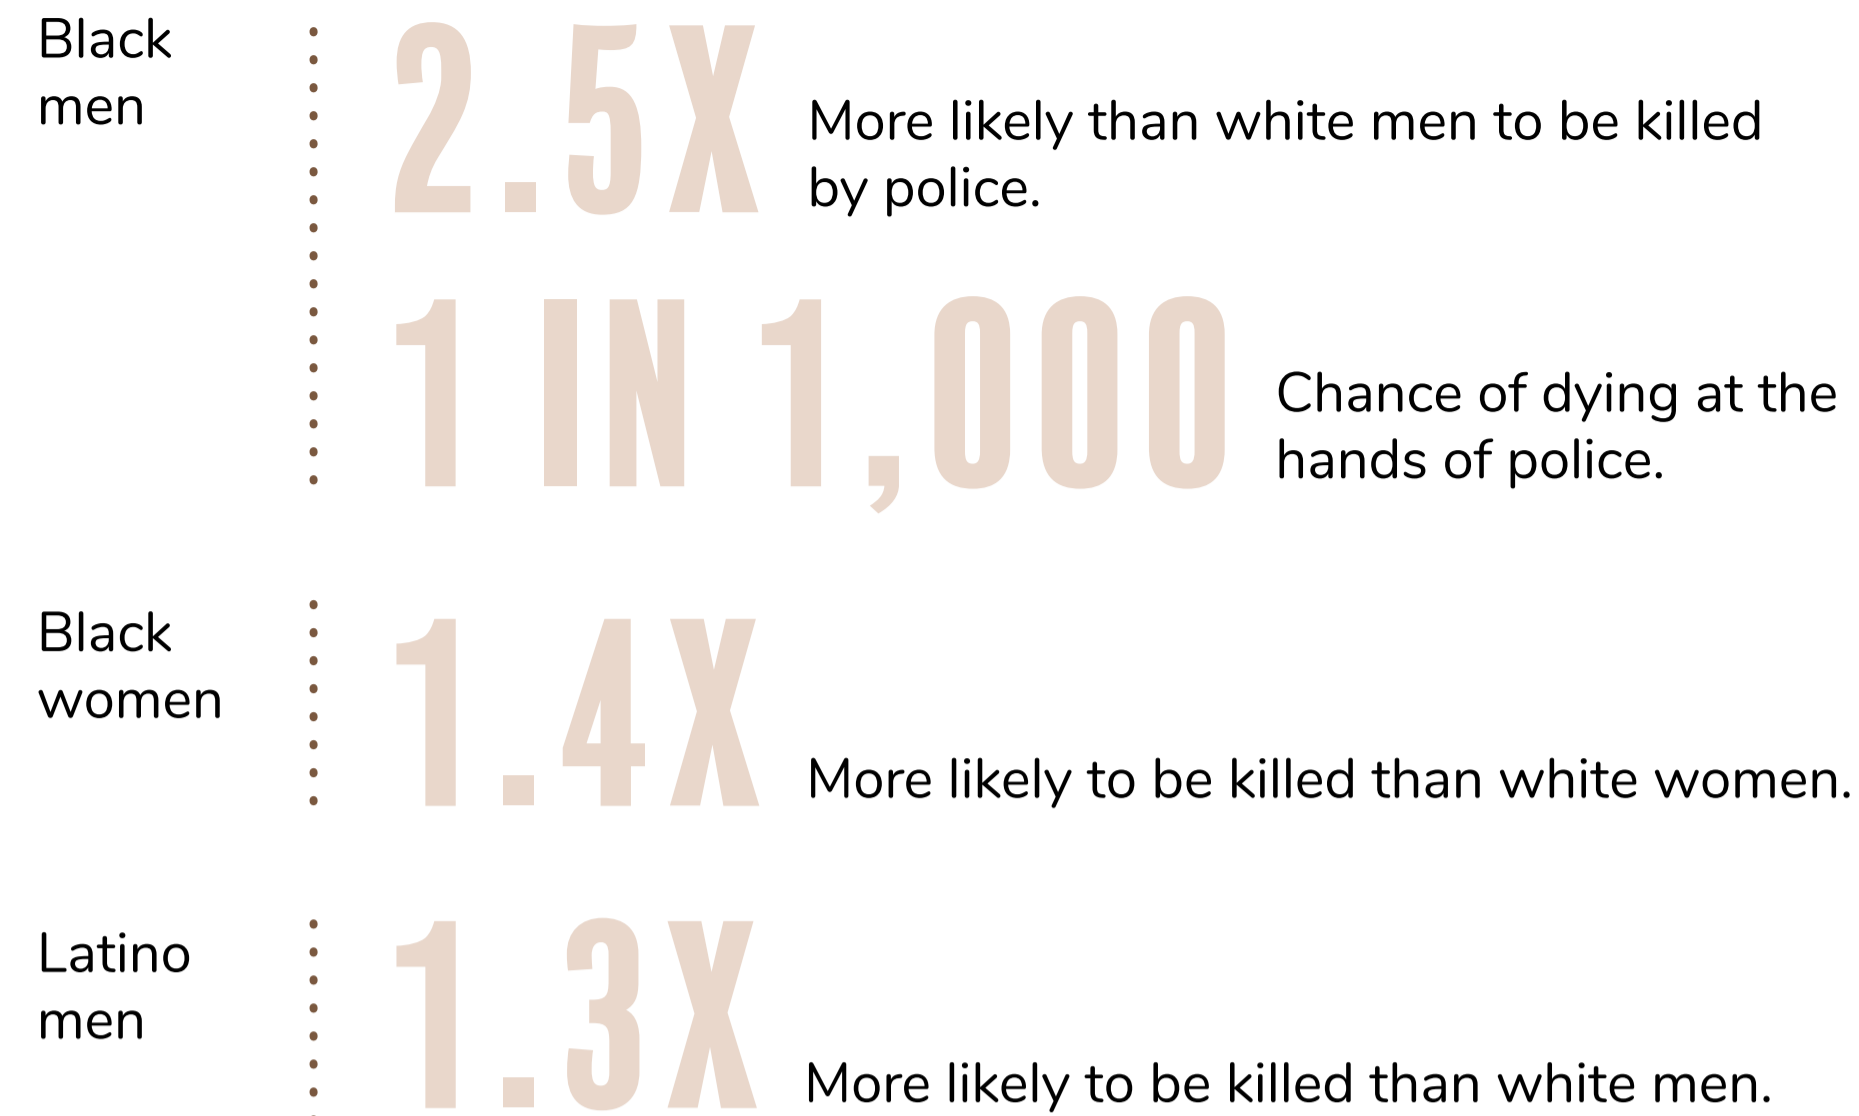 Black
men
2.5X
More likely than white men to be killed
by police.
1 IN 1,000
Chance of dying at the
hands of police.
Black
women
1.4X
More likely to be killed than white women.
Latino
men
1.3X
More likely to be killed than white men.